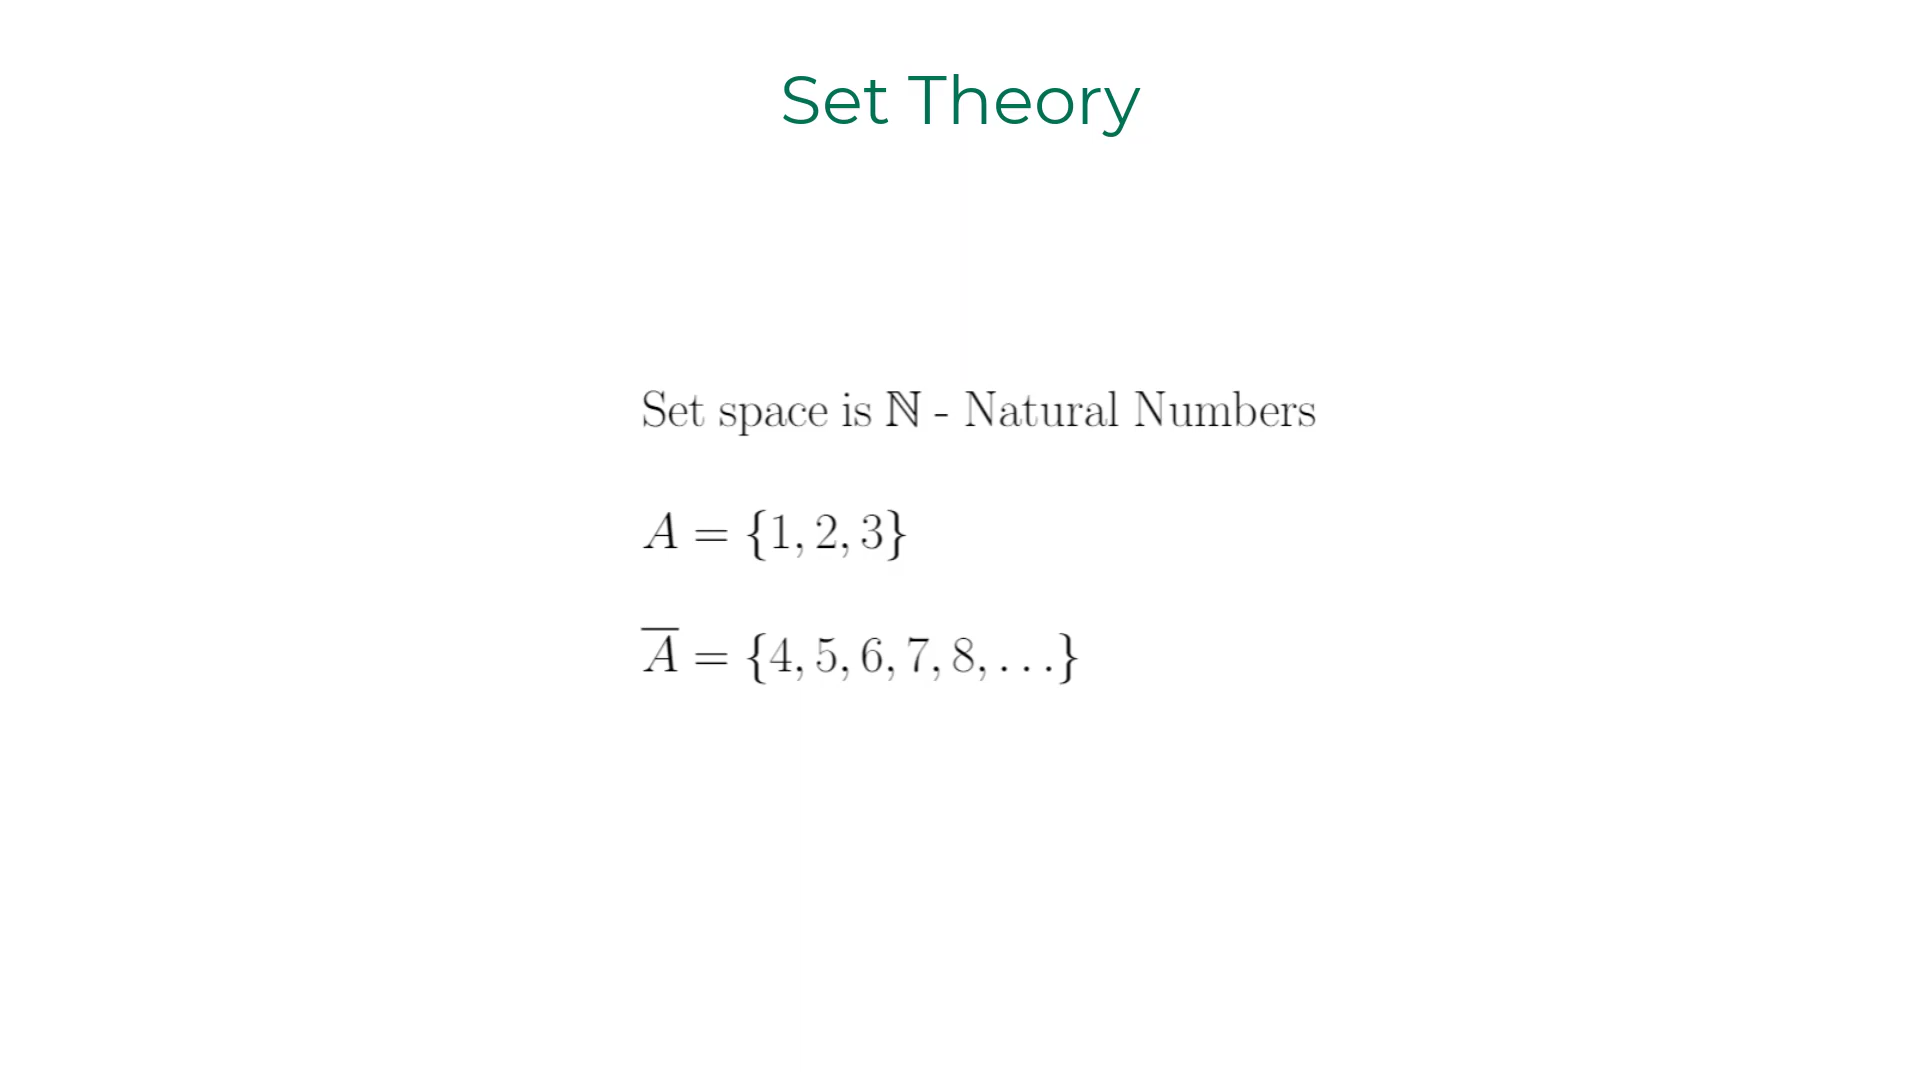 Set Theory
Set space is ℕ - Natural Numbers
A = {1, 2, 3}
A̅ = {4, 5, 6, 7, 8, . . .}